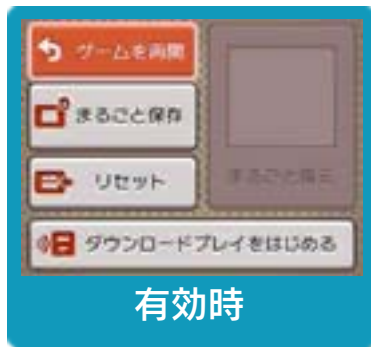 ゲームを再開
まるごと保存
リセット
まるごと復元
ダウンロードプレイをはじめる
有効時